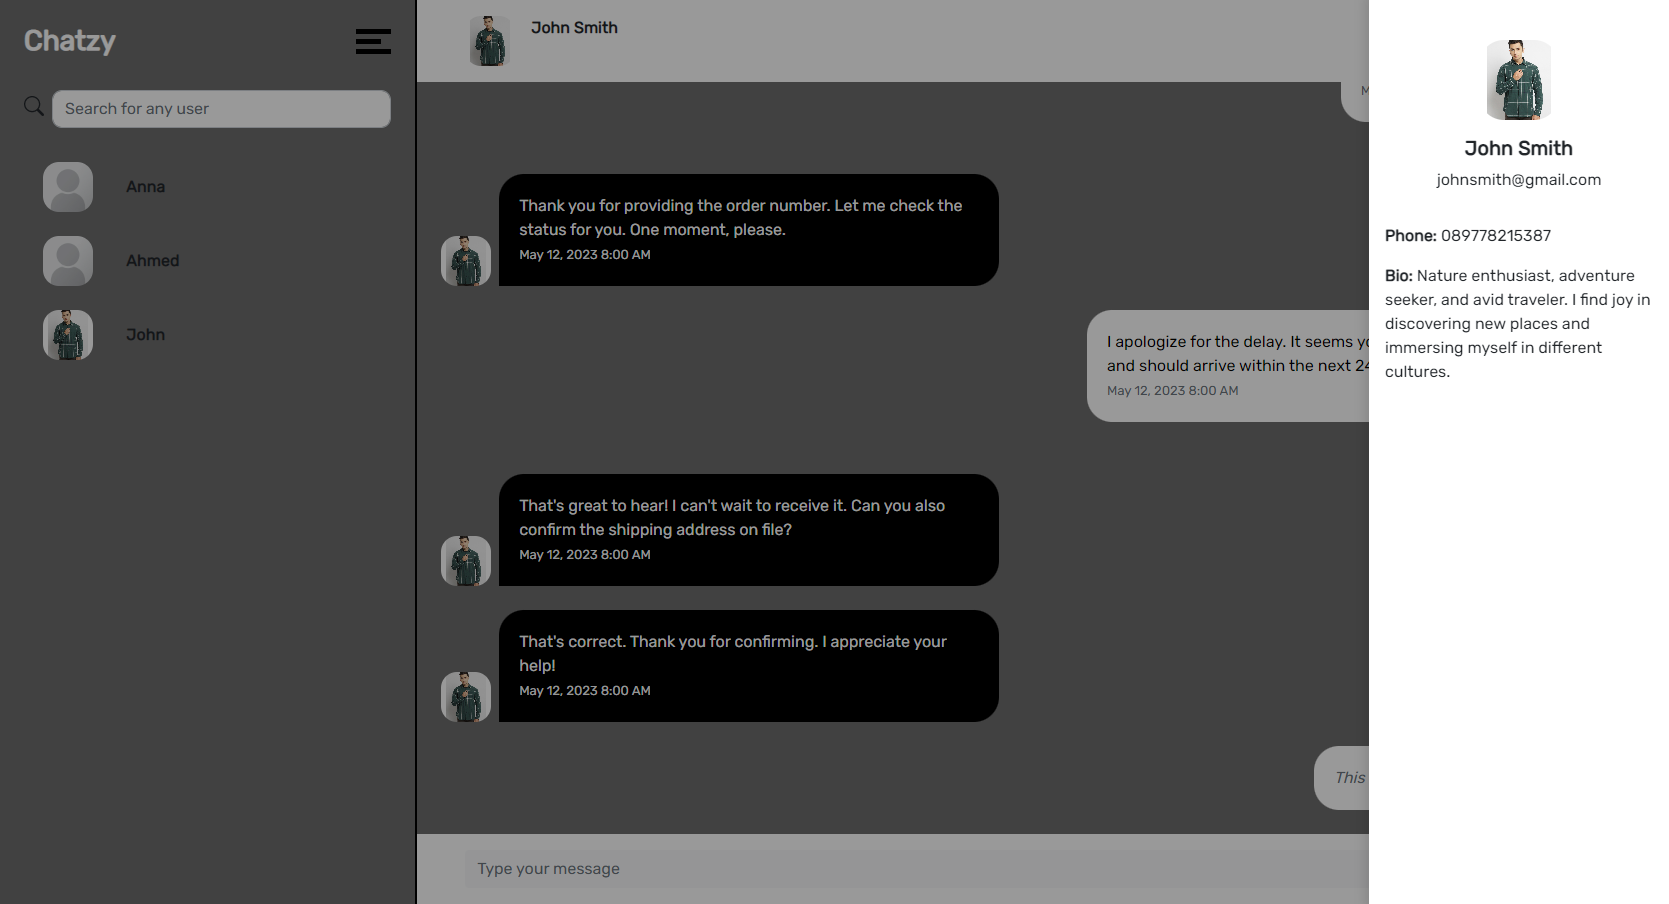 Chatzy
Search for any user
Anna
Ahmed
John
John Smith
Thank you for providing the order number. Let me check the
status for you. One moment, please.
May 12, 2023 8:00 AM
I apologize for the delay. It seems
and should arrive within the next
May 12, 2023 8:00 AM
That's great to hear! I can't wait to receive it. Can you also
confirm the shipping address on file?
May 12, 2023 8:00 AM
That's correct. Thank you for confirming. I appreciate your
help!
May 12, 2023 8:00 AM
This
Type your message
John Smith
johnsmith@gmail.com
Phone: 089778215387
Bio: Nature enthusiast, adventure
seeker, and avid traveler. I find joy in
discovering new places and
immersing myself in different
cultures.